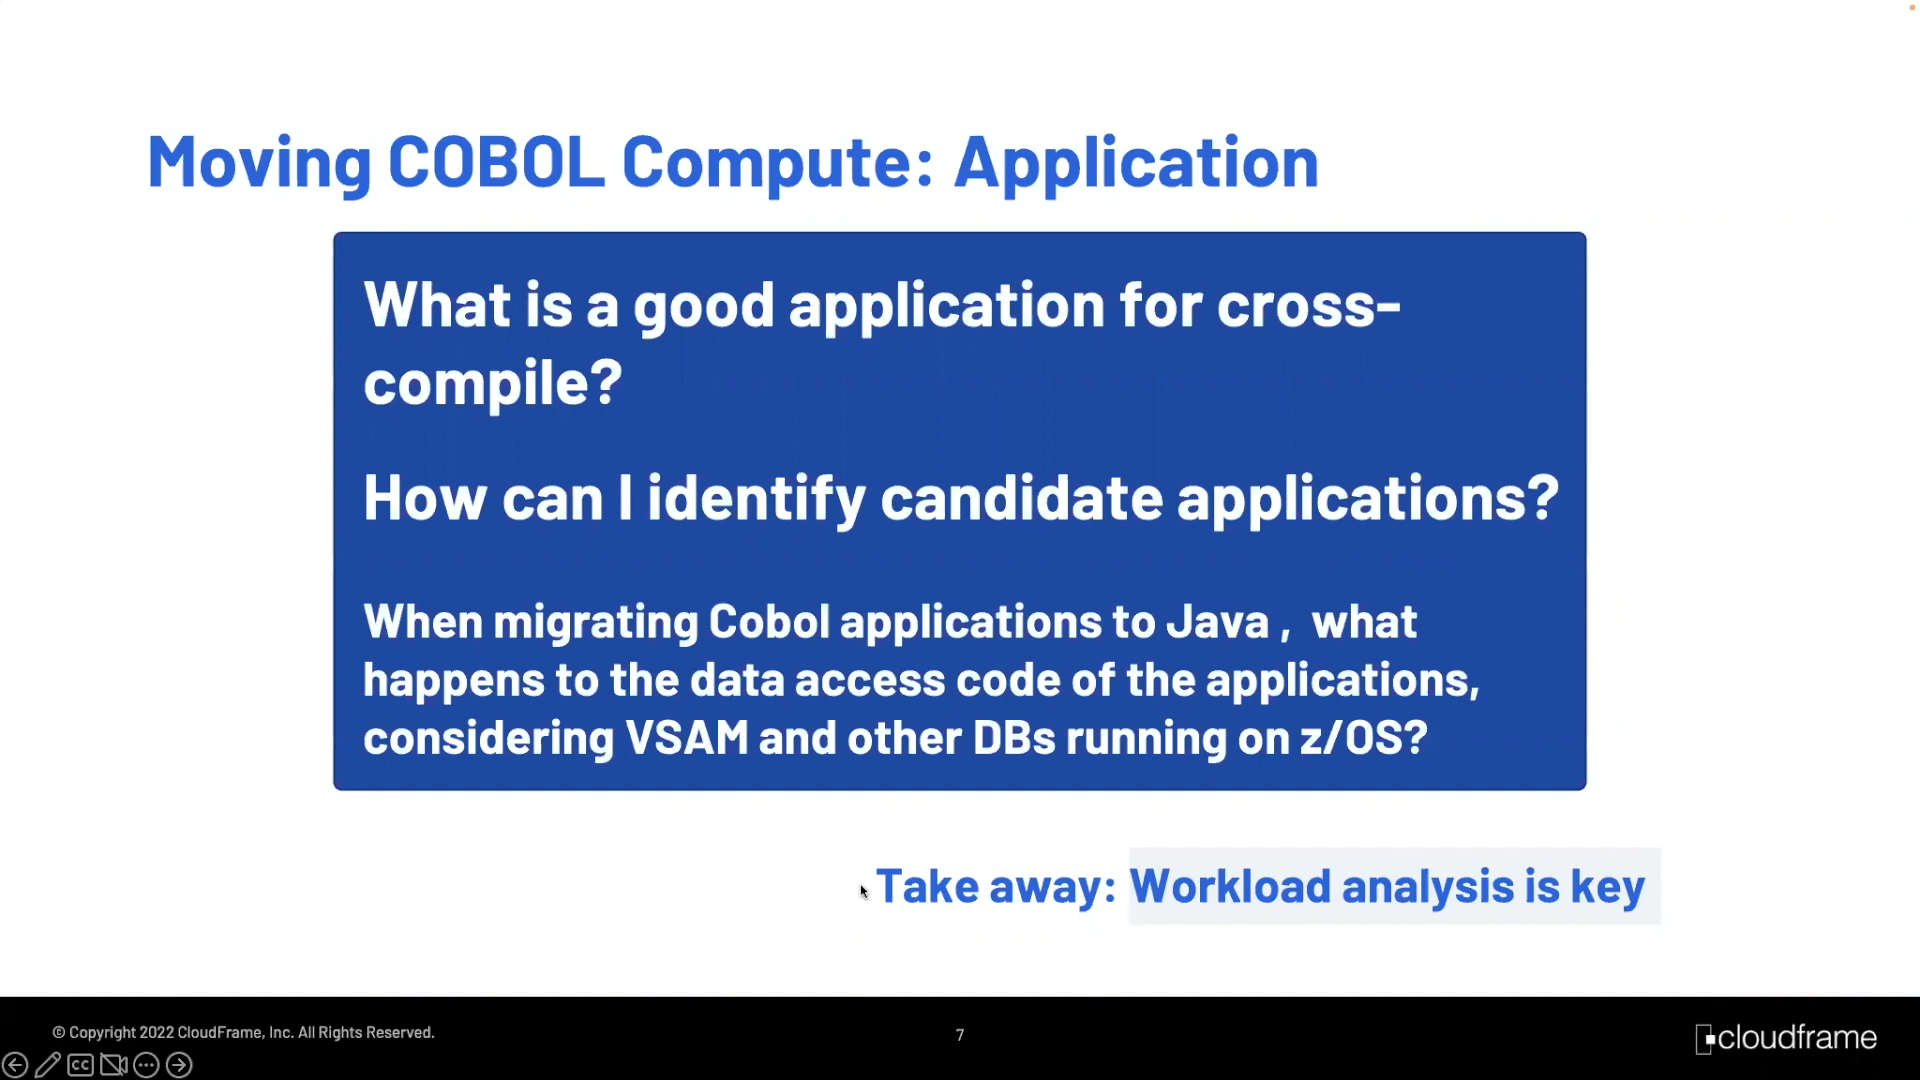 Moving COBOL Compute: Application
What is a good application for cross-
compile?
How can I identify candidate applications?
When migrating Cobol applications to Java ,  what
happens to the data access code of the applications,
considering VSAM and other DBs running on z/OS?
Take away: Workload analysis is key
© Copyright 2022 CloudFrame, Inc. All Rights Reserved.
7
cloudframe
CC